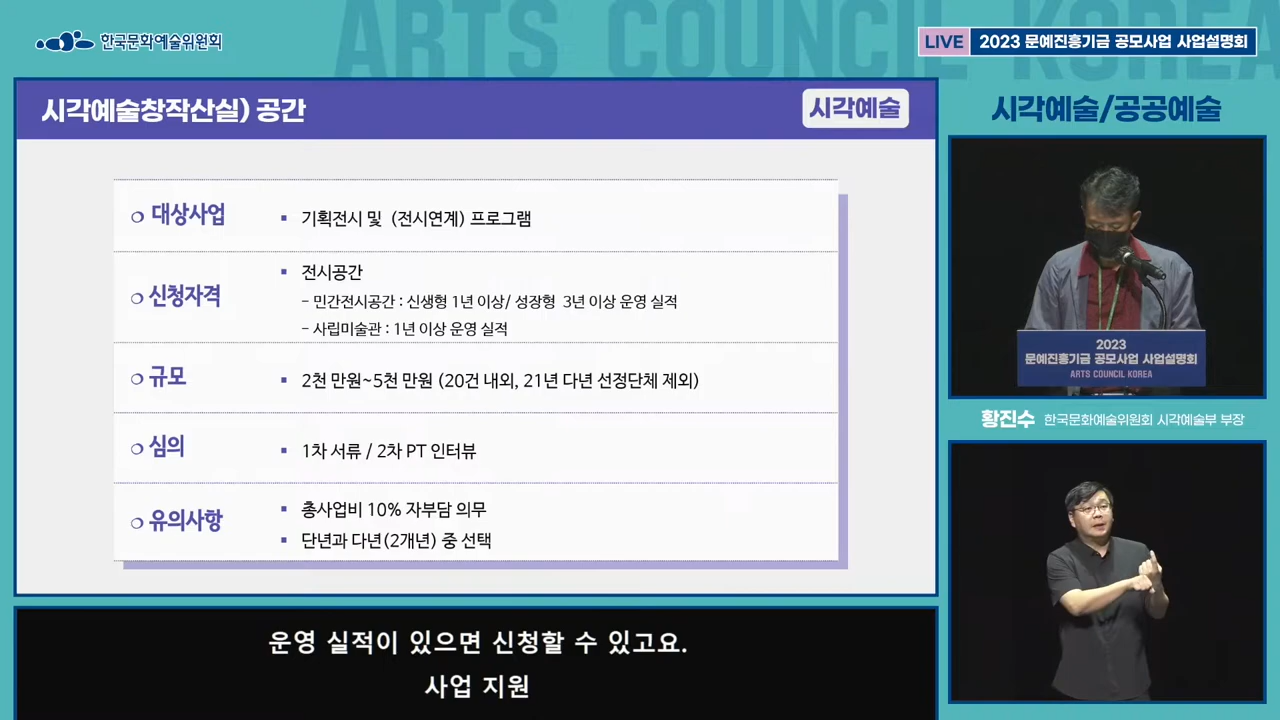 ARTS COUNCIL KOREA
한국문화예술위원회
LIVE 2023 문예진흥기금 공모사업 사업설명회
시각예술창작산실) 공간
시각예술
대상사업
▪ 기획전시 및 (전시연계) 프로그램
신청자격
▪ 전시공간
- 민간전시공간 : 신생형 1년 이상/ 성장형 3년 이상 운영 실적
- 사립미술관 : 1년 이상 운영 실적
규모
▪ 2천 만원~5천 만원 (20건 내외, 21년 다년 선정단체 제외)
심의
▪ 1차 서류 / 2차 PT 인터뷰
유의사항
▪ 총사업비 10% 자부담 의무
▪ 단년과 다년(2개년) 중 선택
운영 실적이 있으면 신청할 수 있고요.
사업 지원
시각예술/공공예술
2023
문예진흥기금 공모사업 사업설명회
ARTS COUNCIL KOREA
황진수 한국문화예술위원회 시각예술부 부장